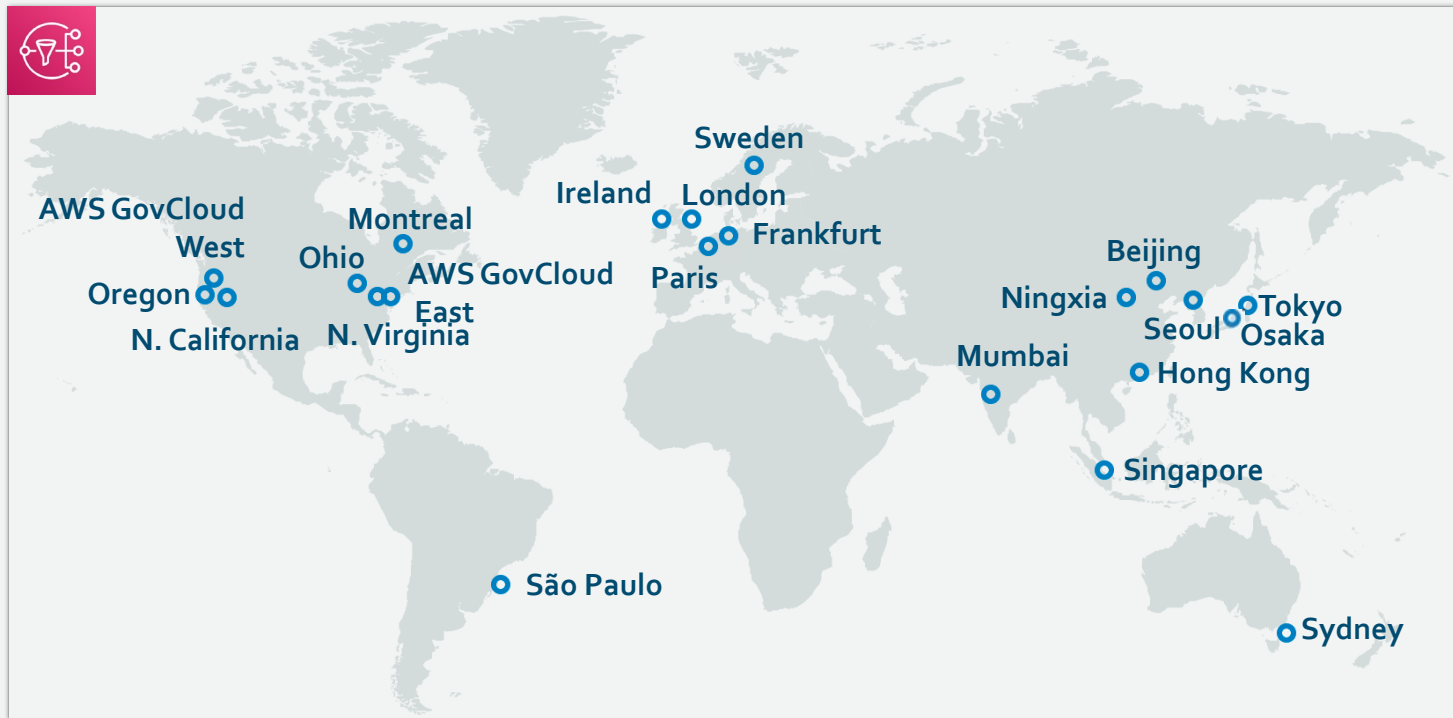 Sweden
Ireland
London
AWS GovCloud
West
Montreal
Frankfurt
Ohio
AWS GovCloud
East
Paris
Beijing
Oregon
Ningxia
Tokyo
N. California
N. Virginia
Seoul
Osaka
Mumbai
Hong Kong
Singapore
São Paulo
Sydney